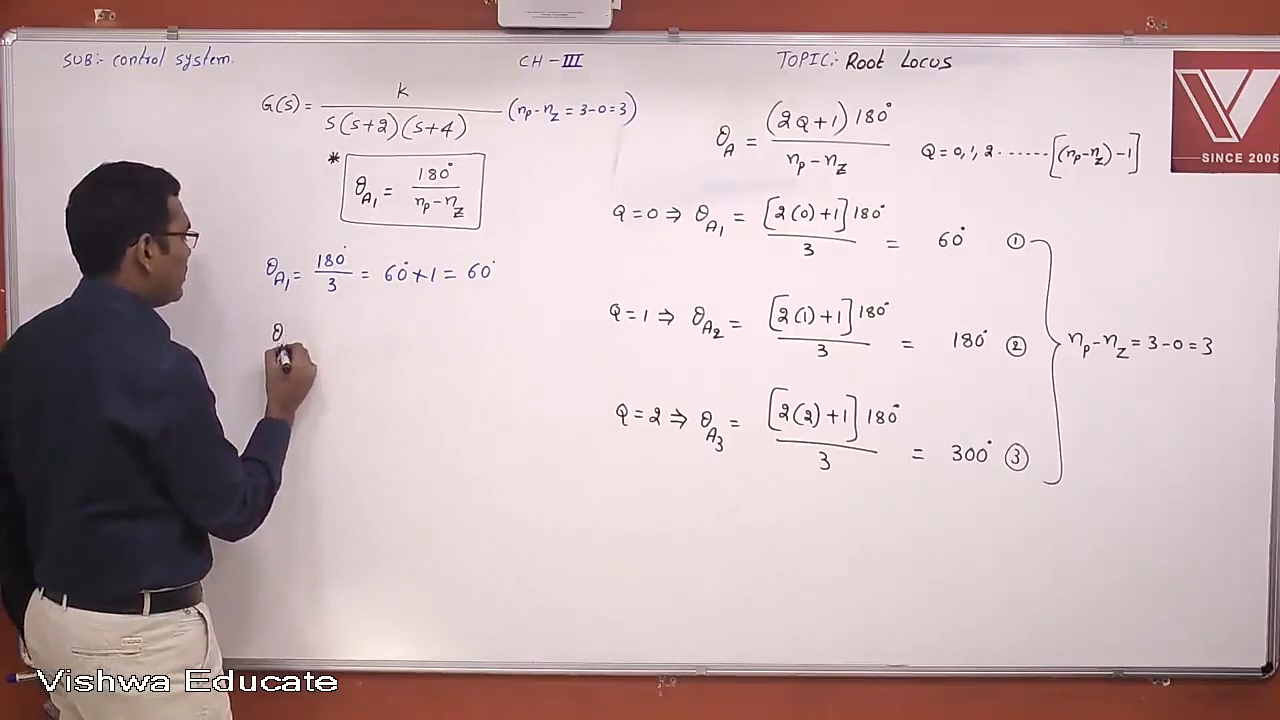 SUB:- control system.
CH - III
TOPIC: Root Locus
G(S) = K / S(S+2)(S+4) (np - nz = 3-0=3)
* θA1 = 180° / np - nz
θA1 = 180° / 3 = 60° × 1 = 60°
θ
θA = (2Q+1) 180° / np - nz Q = 0, 1, 2 ...... [(np-nz)-1]
Q=0 ⇒ θA1 = [2(0)+1] 180° / 3 = 60° ①
Q=1 ⇒ θA2 = [2(1)+1] 180° / 3 = 180° ②
Q=2 ⇒ θA3 = [2(2)+1] 180° / 3 = 300° ③
np - nz = 3-0=3
V
SINCE 2005
Vishwa Educate